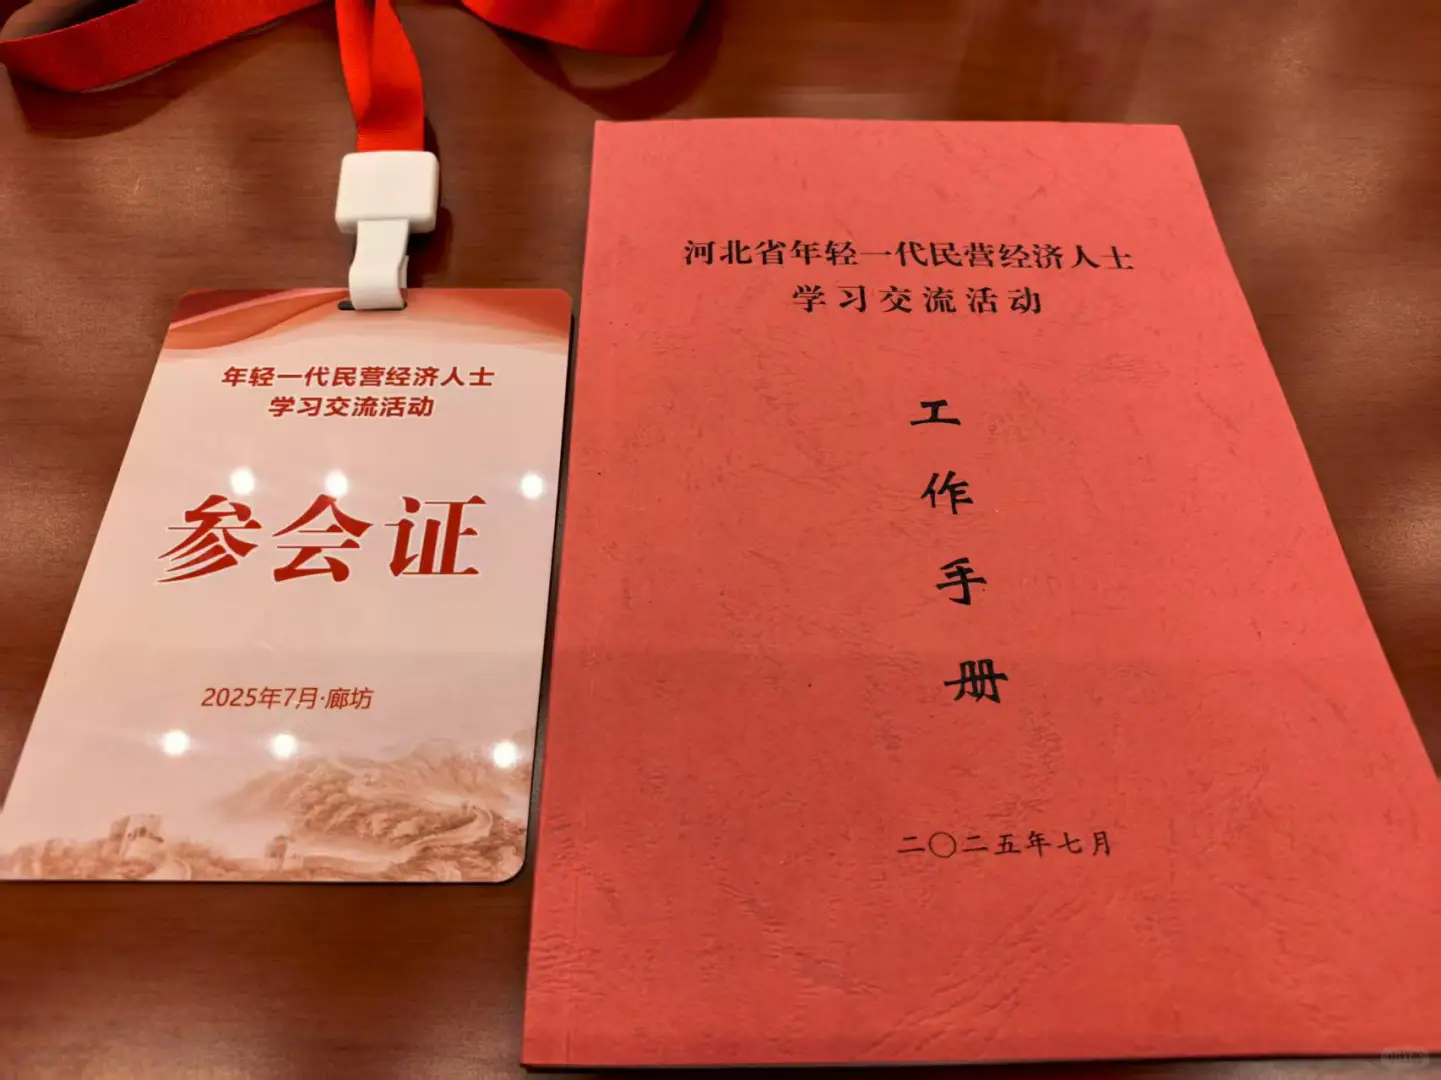 年轻一代民营经济人士
学习交流活动
参会证
2025年7月·廊坊
河北省年轻一代民营经济人士
学习交流活动
工
作
手
册
二〇二五年七月